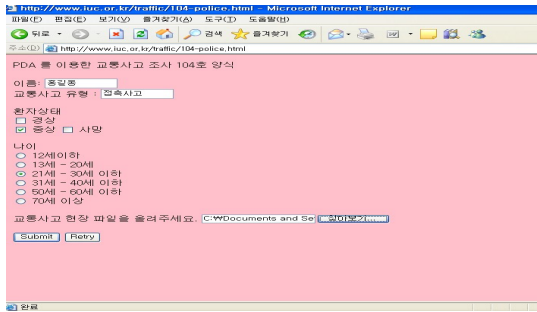 http://www.iuc.or.kr/traffic/104-police.html - Microsoft Internet Explorer
파일(F) 편집(E) 보기(V) 즐겨찾기(A) 도구(T) 도움말(H)
뒤로 검색 즐겨찾기
주소(D) http://www.iuc.or.kr/traffic/104-police.html
PDA 를 이용한 교통사고 조사 104호 양식
이름: 홍길동
교통사고 유형 : 접촉사고
환자상태
경상
중상 사망
나이
12세이하
13세 - 20세
21세 - 30세 이하
31세 - 40세 이하
50세 - 60세 이하
70세 이상
교통사고 현장 파일을 올려주세요. C:₩Documents and Se 찾아보기...
Submit Retry
완료